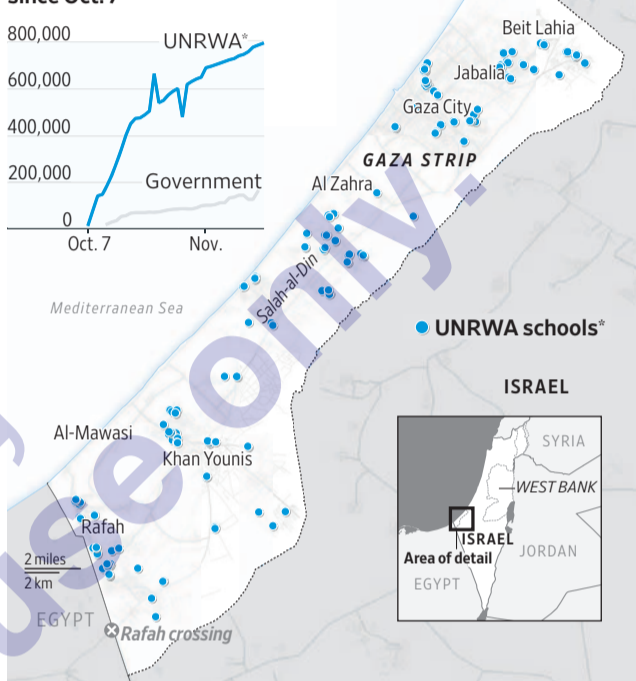 Since Oct. 7
800,000
UNRWA*
600,000
400,000
200,000
Government
0
Oct. 7
Nov.
Beit Lahia
Jabalia
Gaza City
GAZA STRIP
Al Zahra
Salah-al-Din
Mediterranean Sea
UNRWA schools*
ISRAEL
Al-Mawasi
Khan Younis
Rafah
2 miles
2 km
EGYPT
Rafah crossing
SYRIA
WEST BANK
ISRAEL
Area of detail
JORDAN
EGYPT
use only.